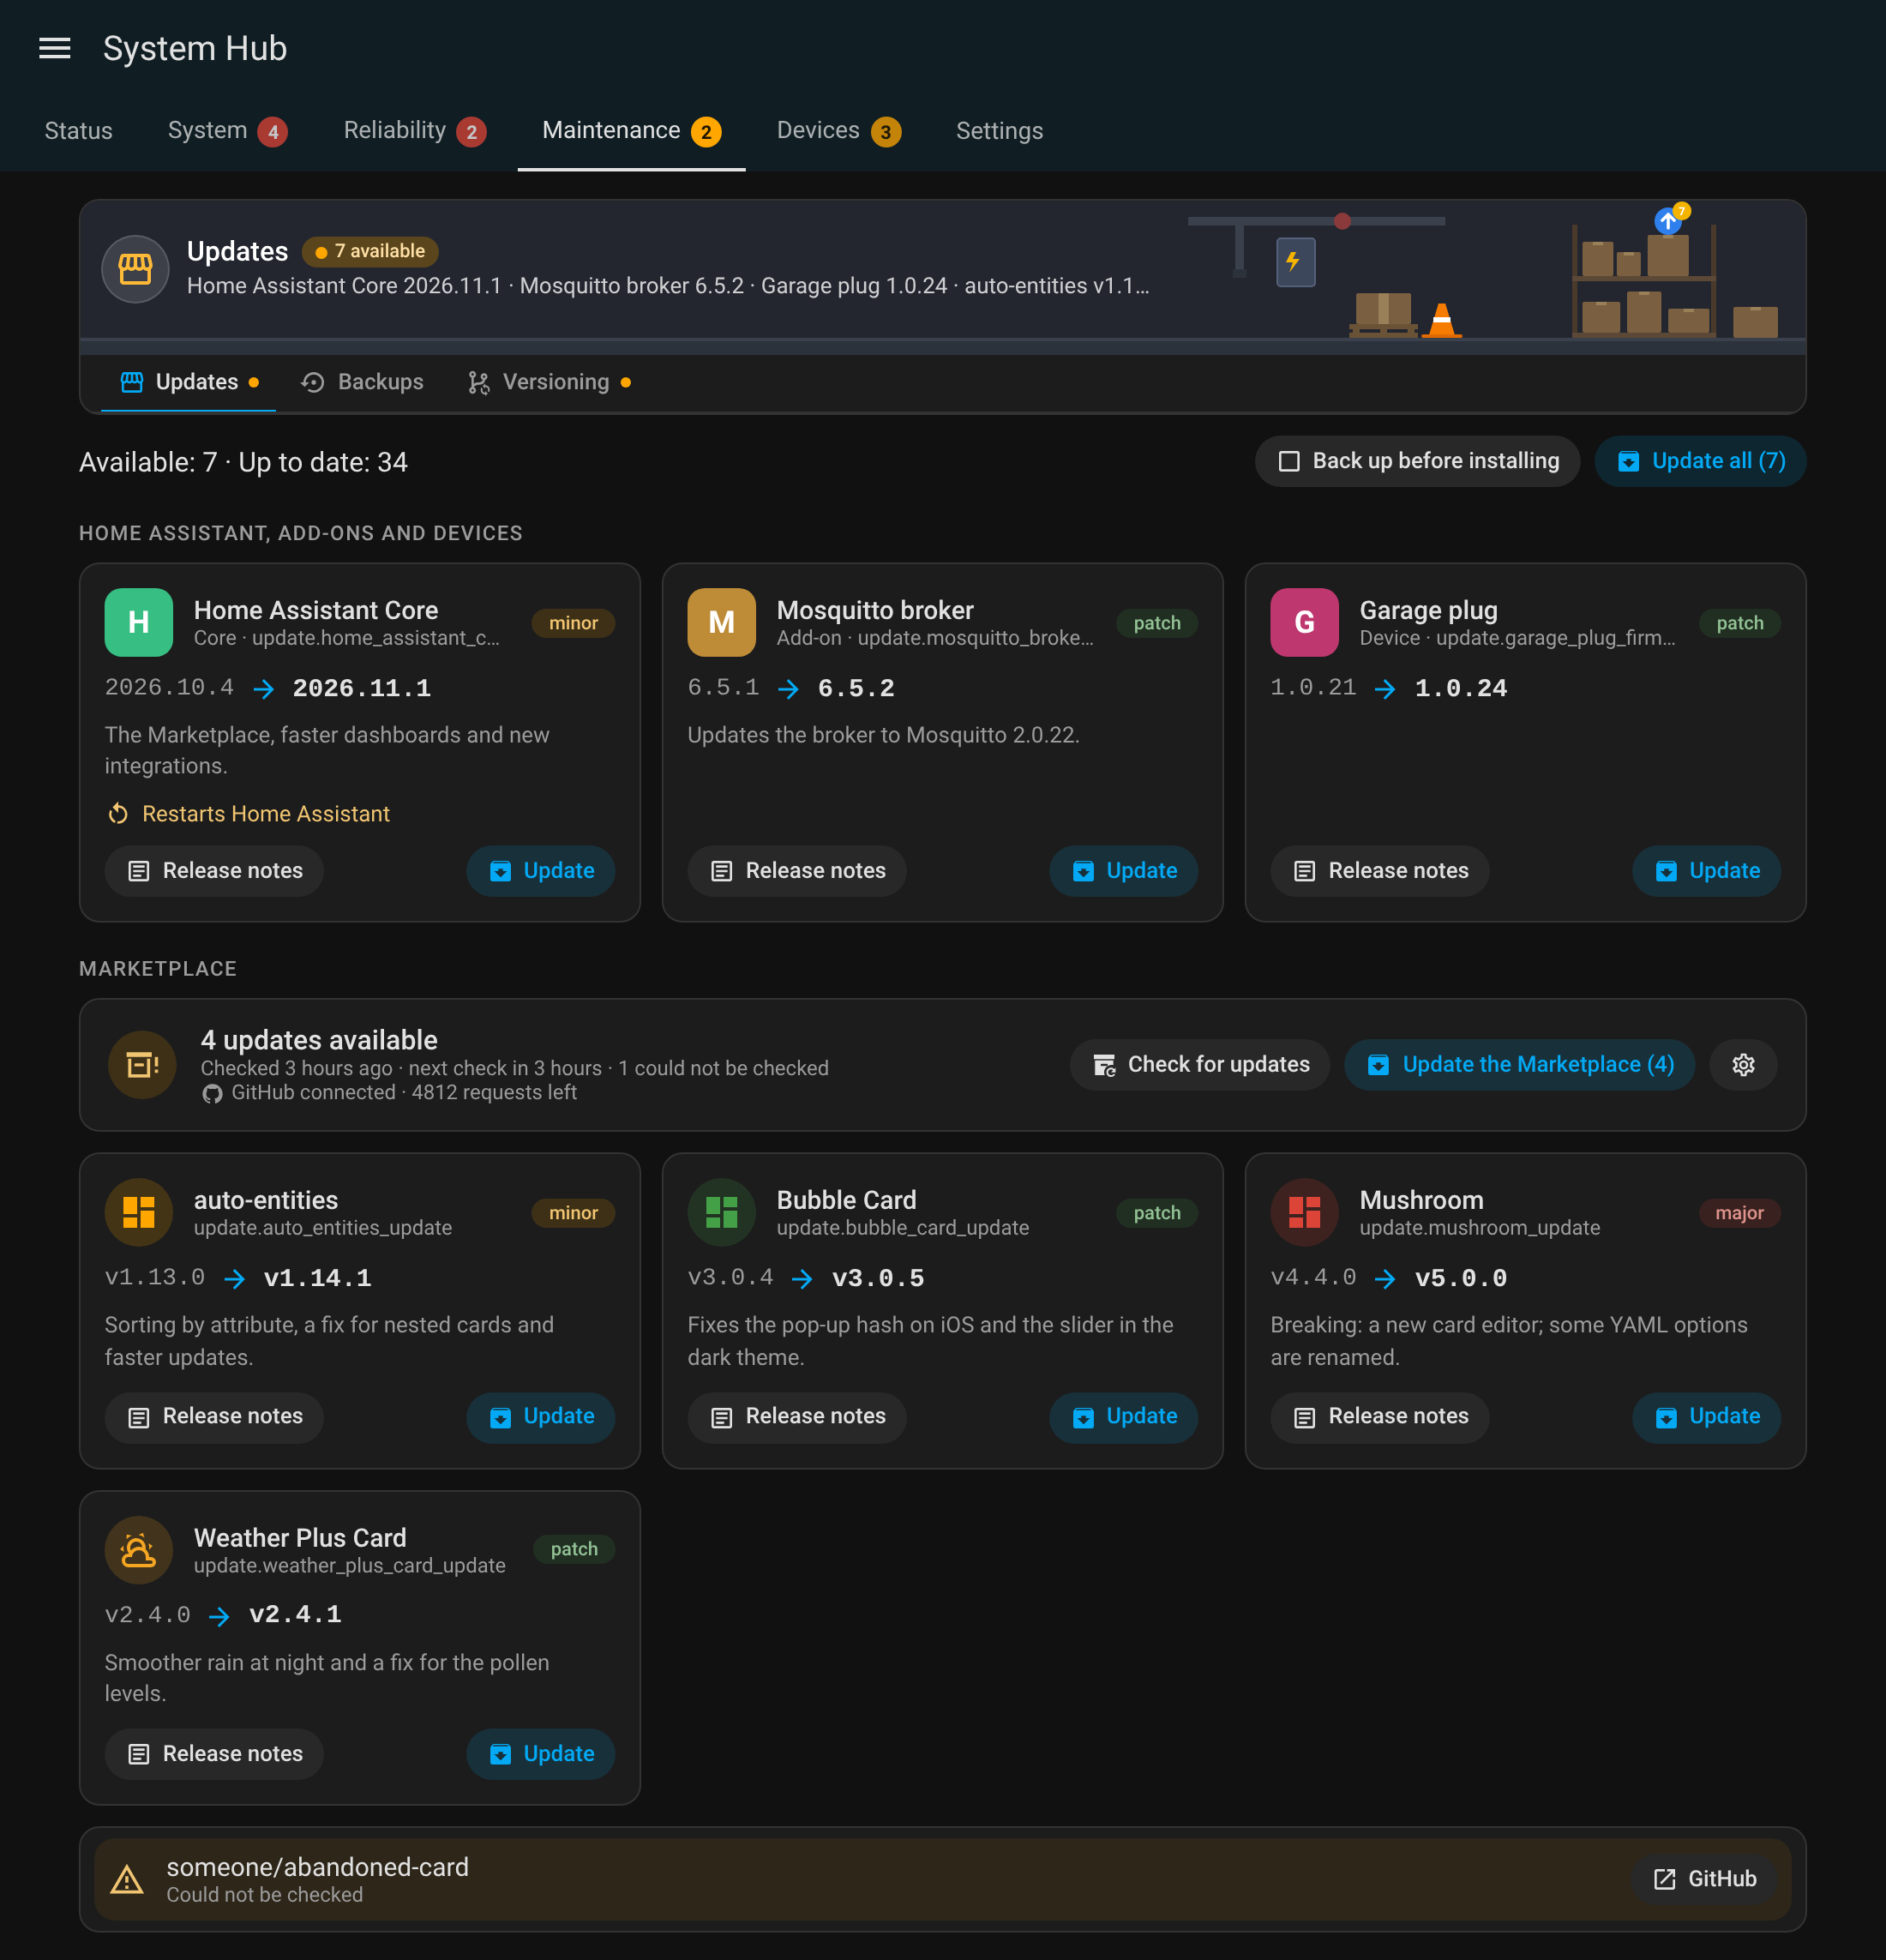 System Hub
Status
System 4
Reliability 2
Maintenance 2
Devices 3
Settings
Updates
7 available
7
Home Assistant Core 2026.11.1 · Mosquitto broker 6.5.2 · Garage plug 1.0.24 · auto-entities v1.1…
Updates
Backups
Versioning
Available: 7 · Up to date: 34
Back up before installing
Update all (7)
HOME ASSISTANT, ADD-ONS AND DEVICES
H
Home Assistant Core
Core · update.home_assistant_c…
minor
2026.10.4 → 2026.11.1
The Marketplace, faster dashboards and new
integrations.
Restarts Home Assistant
Release notes
Update
M
Mosquitto broker
Add-on · update.mosquitto_broke…
patch
6.5.1 → 6.5.2
Updates the broker to Mosquitto 2.0.22.
Release notes
Update
G
Garage plug
Device · update.garage_plug_firm…
patch
1.0.21 → 1.0.24
Release notes
Update
MARKETPLACE
4 updates available
Checked 3 hours ago · next check in 3 hours · 1 could not be checked
GitHub connected · 4812 requests left
Check for updates
Update the Marketplace (4)
auto-entities
update.auto_entities_update
minor
v1.13.0 → v1.14.1
Sorting by attribute, a fix for nested cards and
faster updates.
Release notes
Update
Bubble Card
update.bubble_card_update
patch
v3.0.4 → v3.0.5
Fixes the pop-up hash on iOS and the slider in the
dark theme.
Release notes
Update
Mushroom
update.mushroom_update
major
v4.4.0 → v5.0.0
Breaking: a new card editor; some YAML options
are renamed.
Release notes
Update
Weather Plus Card
update.weather_plus_card_update
patch
v2.4.0 → v2.4.1
Smoother rain at night and a fix for the pollen
levels.
Release notes
Update
someone/abandoned-card
Could not be checked
GitHub